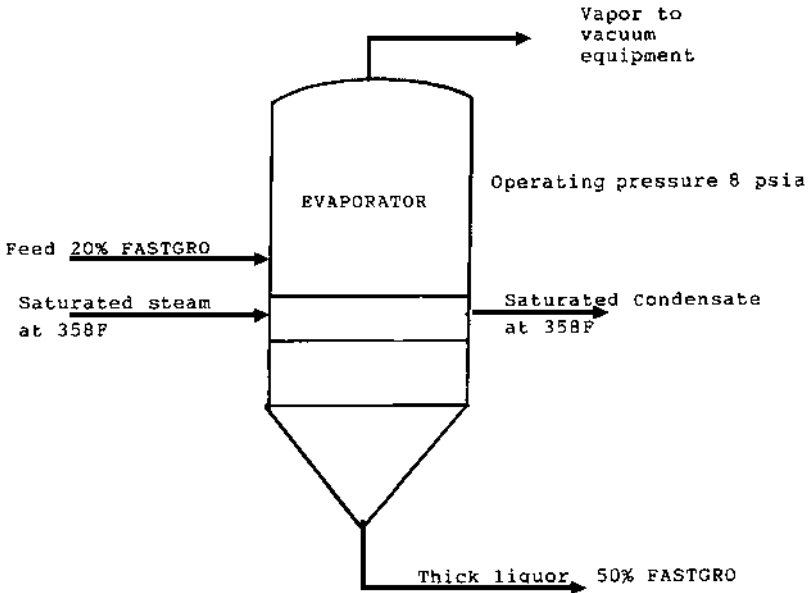 Vapor to
vacuum
equipment
Operating pressure 8 psia
EVAPORATOR
Feed 20% FASTGRO
Saturated steam
at 358F
Saturated Condensate
at 358F
Thick liquor 50% FASTGRO